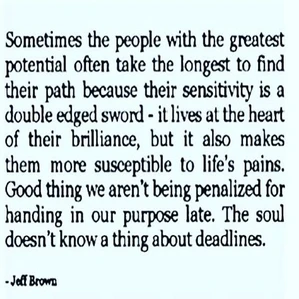 Sometimes the people with the greatest
potential often take the longest to find
their path because their sensitivity is a
double edged sword - it lives at the heart
of their brilliance, but it also makes
them more susceptible to life's pains.
Good thing we aren't being penalized for
handing in our purpose late. The soul
doesn't know a thing about deadlines.
- Jeff Brown